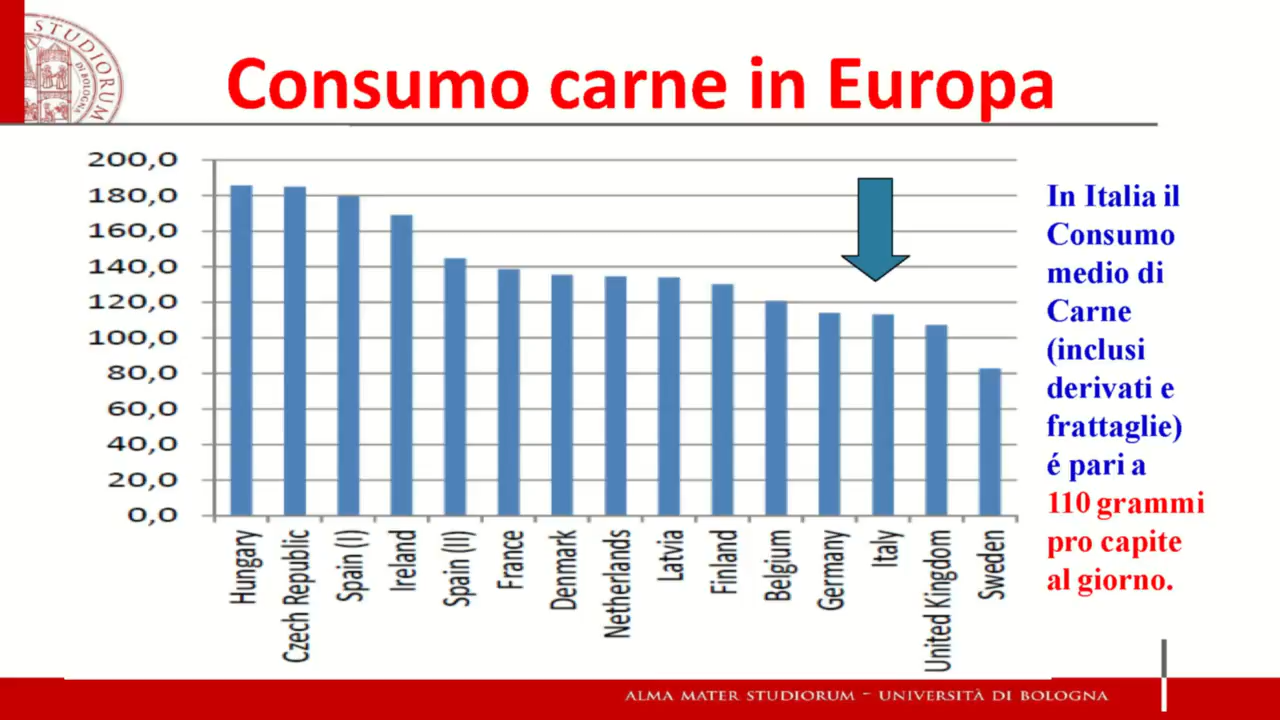 STUDIORUM
DI BOLOGNA
Consumo carne in Europa
200,0
180,0
160,0
140,0
120,0
100,0
80,0
60,0
40,0
20,0
0,0
Hungary
Czech Republic
Spain (I)
Ireland
Spain (II)
France
Denmark
Netherlands
Latvia
Finland
Belgium
Germany
Italy
United Kingdom
Sweden
In Italia il
Consumo
medio di
Carne
(inclusi
derivati e
frattaglie)
é pari a
110 grammi
pro capite
al giorno.
ALMA MATER STUDIORUM - UNIVERSITÀ DI BOLOGNA